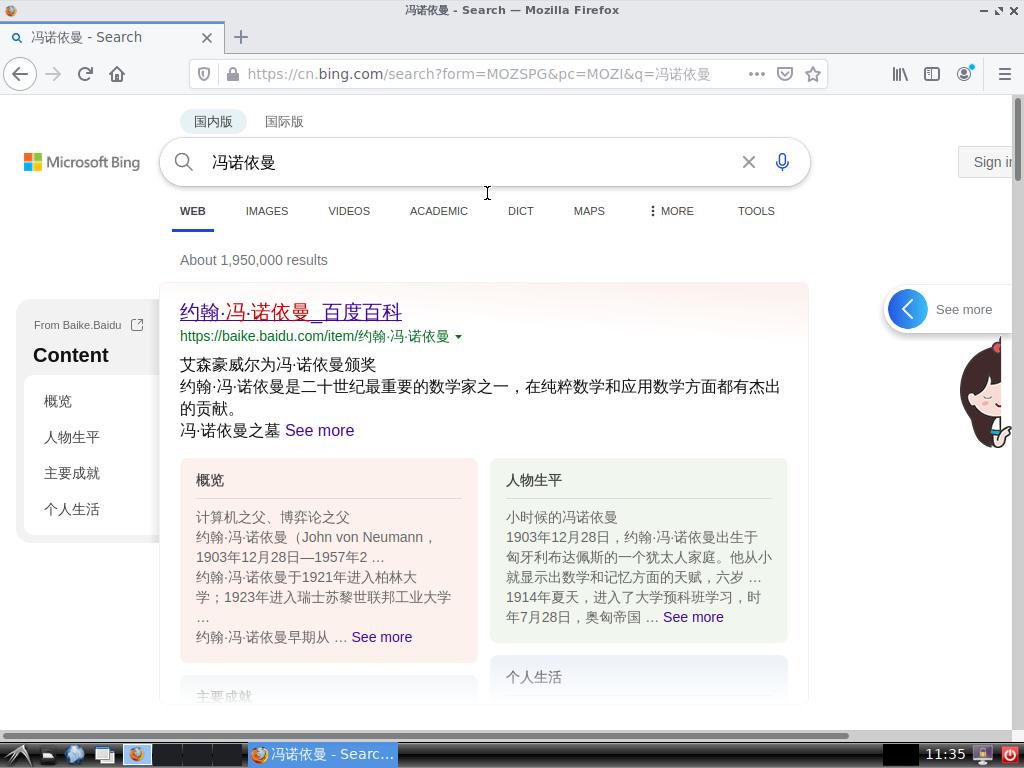 冯诺依曼 - Search — Mozilla Firefox
冯诺依曼 - Search
https://cn.bing.com/search?form=MOZSPG&pc=MOZI&q=冯诺依曼
国内版
国际版
Microsoft Bing
冯诺依曼
Sign in
WEB
IMAGES
VIDEOS
ACADEMIC
DICT
MAPS
MORE
TOOLS
About 1,950,000 results
From Baike.Baidu
Content
概览
人物生平
主要成就
个人生活
约翰·冯·诺依曼_百度百科
https://baike.baidu.com/item/约翰·冯·诺依曼
艾森豪威尔为冯·诺依曼颁奖
约翰·冯·诺依曼是二十世纪最重要的数学家之一，在纯粹数学和应用数学方面都有杰出
的贡献。
冯·诺依曼之墓 See more
概览
计算机之父、博弈论之父
约翰·冯·诺依曼（John von Neumann，
1903年12月28日—1957年2 ...
约翰·冯·诺依曼于1921年进入柏林大
学；1923年进入瑞士苏黎世联邦工业大学
...
约翰·冯·诺依曼早期从 ... See more
主要成就
人物生平
小时候的冯诺依曼
1903年12月28日，约翰·冯·诺依曼出生于
匈牙利布达佩斯的一个犹太人家庭。他从小
就显示出数学和记忆方面的天赋，六岁 ...
1914年夏天，进入了大学预科班学习，时
年7月28日，奥匈帝国 ... See more
个人生活
See more
冯诺依曼 - Searc...
11:35